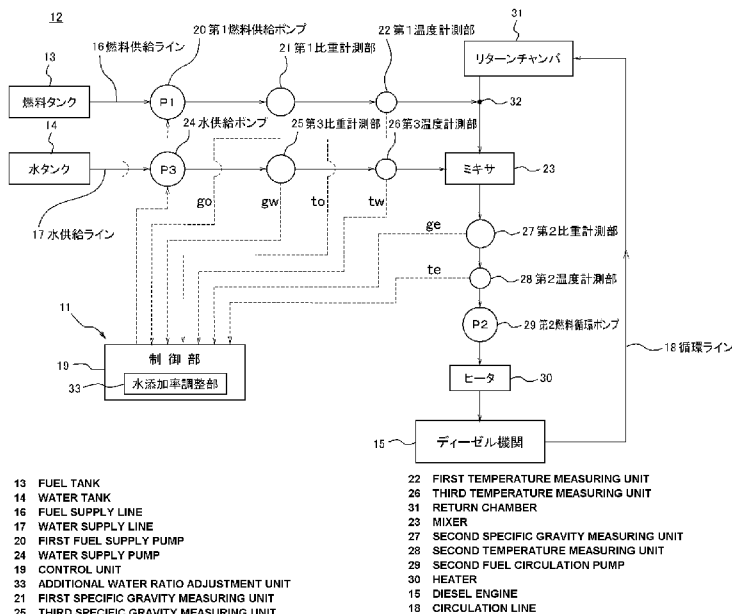 12
20 第1燃料供給ポンプ
16 燃料供給ライン
21 第1比重計測部
22 第1温度計測部
31
リターンチャンバ
13
燃料タンク
P1
32
14
24 水供給ポンプ
25 第3比重計測部
26 第3温度計測部
水タンク
P3
ミキサ
23
17 水供給ライン
go
gw
to
tw
ge
27 第2比重計測部
te
28 第2温度計測部
11
P2
29 第2燃料循環ポンプ
18 循環ライン
19
制御部
33
水添加率調整部
ヒータ
30
15
ディーゼル機関
13 FUEL TANK
14 WATER TANK
16 FUEL SUPPLY LINE
17 WATER SUPPLY LINE
20 FIRST FUEL SUPPLY PUMP
24 WATER SUPPLY PUMP
19 CONTROL UNIT
33 ADDITIONAL WATER RATIO ADJUSTMENT UNIT
21 FIRST SPECIFIC GRAVITY MEASURING UNIT
25 THIRD SPECIFIC GRAVITY MEASURING UNIT
22 FIRST TEMPERATURE MEASURING UNIT
26 THIRD TEMPERATURE MEASURING UNIT
31 RETURN CHAMBER
23 MIXER
27 SECOND SPECIFIC GRAVITY MEASURING UNIT
28 SECOND TEMPERATURE MEASURING UNIT
29 SECOND FUEL CIRCULATION PUMP
30 HEATER
15 DIESEL ENGINE
18 CIRCULATION LINE